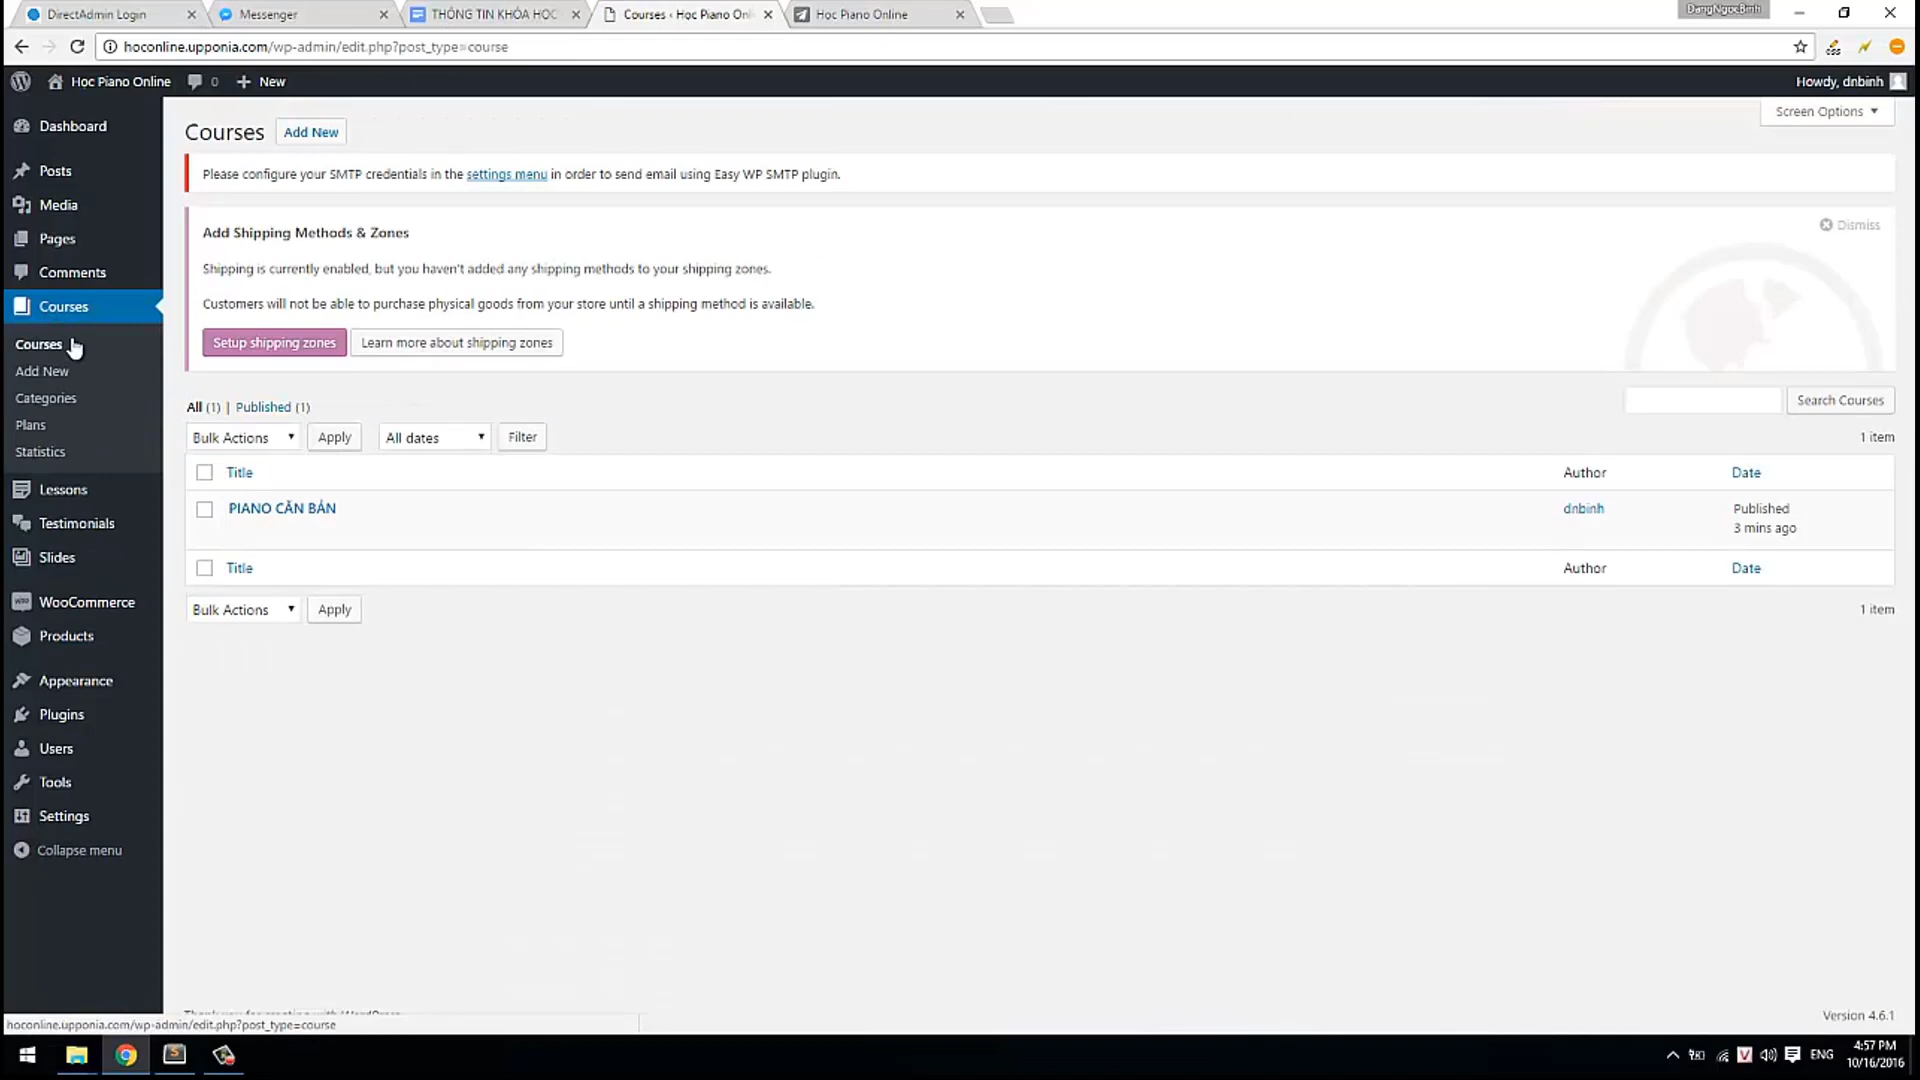 DirectAdmin Login
Messenger
THÔNG TIN KHÓA HỌC
Courses ‹ Học Piano Onli
Học Piano Online
DangNgocBinh
hoconline.upponia.com/wp-admin/edit.php?post_type=course
Học Piano Online
0
New
Howdy, dnbinh
Screen Options
Dashboard
Posts
Media
Pages
Comments
Courses
Courses
Add New
Categories
Plans
Statistics
Lessons
Testimonials
Slides
WooCommerce
Products
Appearance
Plugins
Users
Tools
Settings
Collapse menu
Courses Add New
Please configure your SMTP credentials in the settings menu in order to send email using Easy WP SMTP plugin.
Dismiss
Add Shipping Methods & Zones
Shipping is currently enabled, but you haven't added any shipping methods to your shipping zones.
Customers will not be able to purchase physical goods from your store until a shipping method is available.
Setup shipping zones Learn more about shipping zones
All (1) | Published (1)
Search Courses
Bulk Actions Apply All dates Filter
1 item
Title Author Date
PIANO CĂN BẢN dnbinh Published
3 mins ago
Title Author Date
Bulk Actions Apply
1 item
Version 4.6.1
hoconline.upponia.com/wp-admin/edit.php?post_type=course
ENG
4:57 PM
10/16/2016